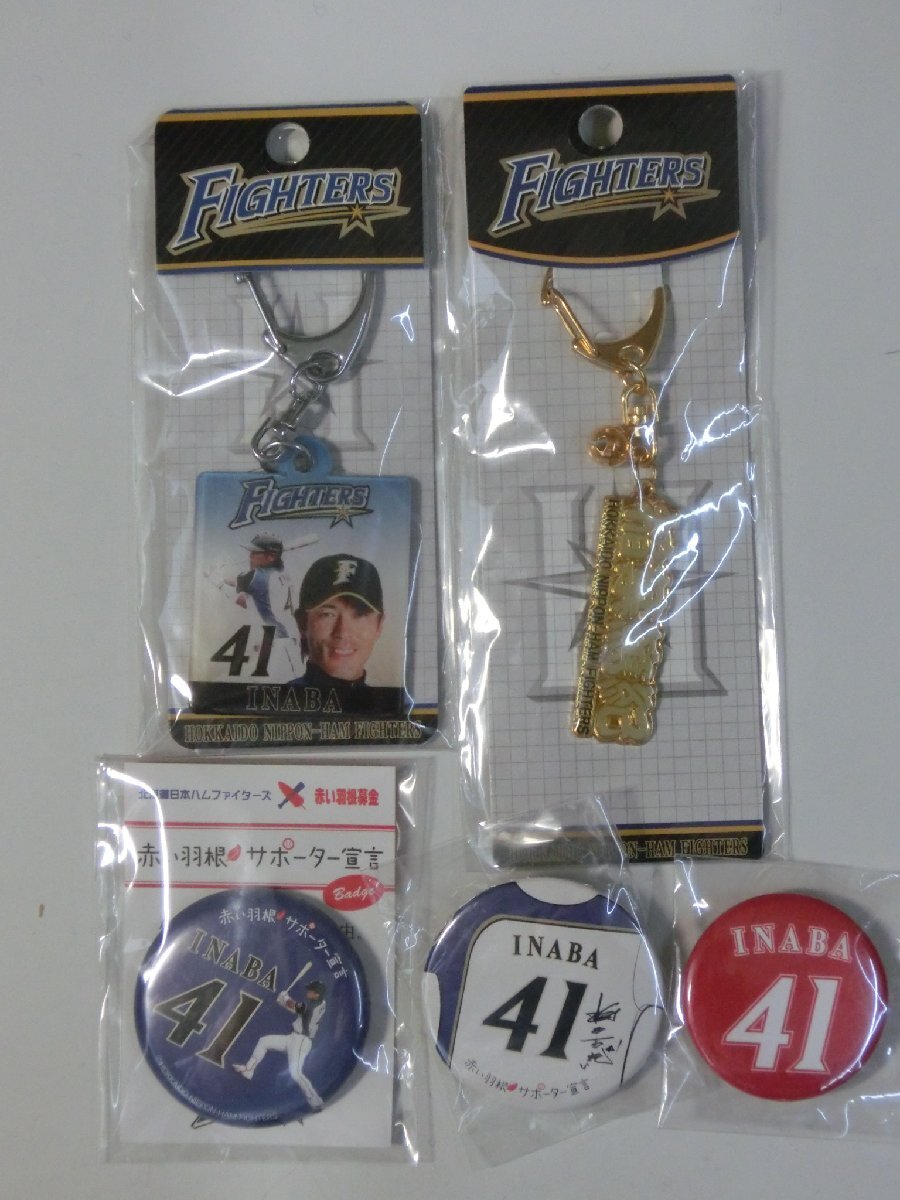 FIGHTERS
FIGHTERS
FIGHTERS
41
INABA
HOKKAIDO NIPPON-HAM FIGHTERS
HOKKAIDO NIPPON HAM FIGHTERS
-HAM FIGHTERS
北海道日本ハムファイターズ
赤い羽根募金
赤い羽根 サポーター宣言
Badge
赤い羽根 サポーター宣言
INABA
41
HOKKAIDO NIPPON-HAM FIGHTERS
INABA
41
赤い羽根 サポーター宣言
INABA
41